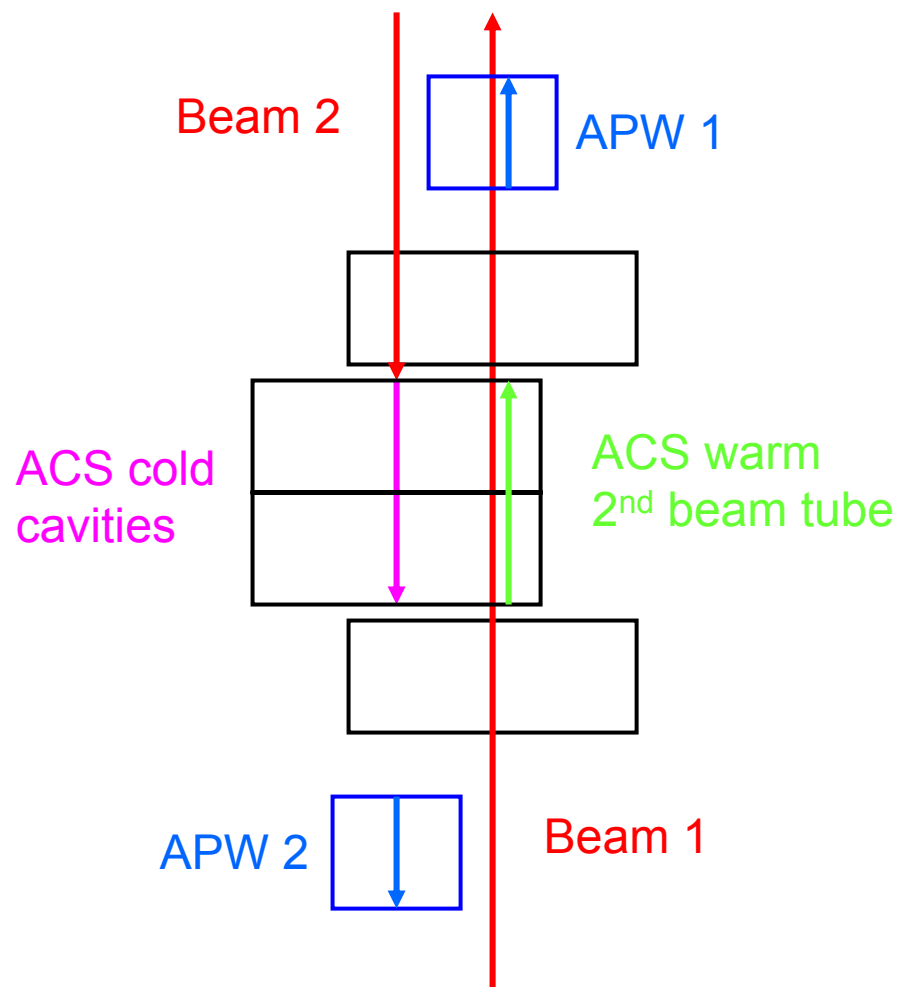 Beam 2
APW 1
ACS cold
cavities
ACS warm
2nd beam tube
APW 2
Beam 1